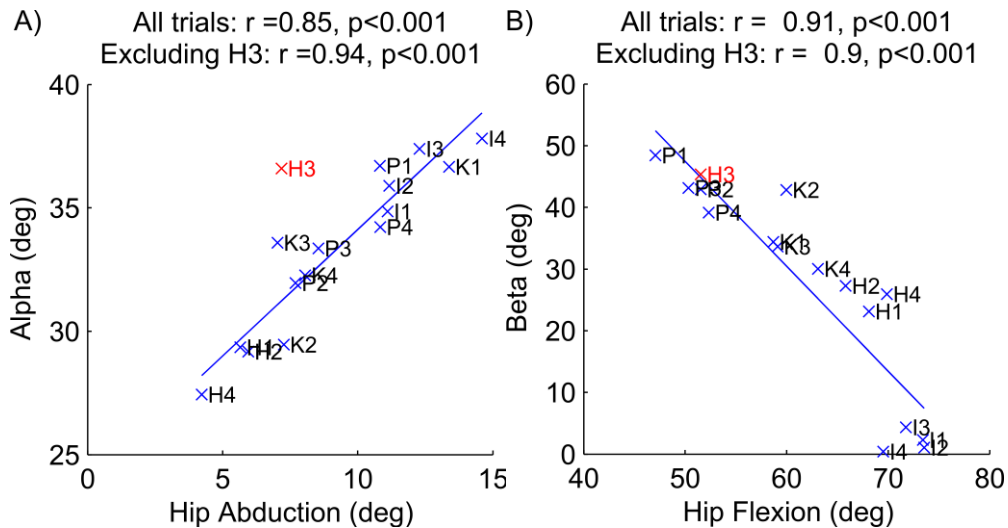 A)
All trials: r =0.85, p<0.001
Excluding H3: r =0.94, p<0.001
40
35
30
25
Alpha (deg)
H3
I4
I3
K1
P1
I2
I1
P4
K3
P3
K4
P2
K2
H1
H2
H4
0
5
10
15
Hip Abduction (deg)
B)
All trials: r = 0.91, p<0.001
Excluding H3: r = 0.9, p<0.001
60
50
40
30
20
10
0
Beta (deg)
P1
H3
P3
P2
K2
P4
K1
K3
K4
H2
H4
H1
I3
I1
I2
I4
40
50
60
70
80
Hip Flexion (deg)